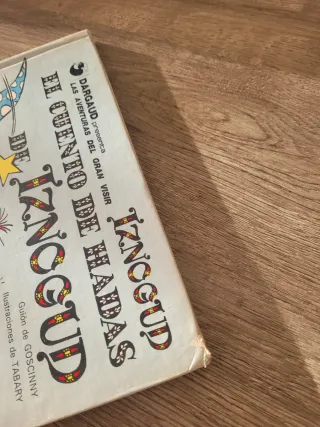 DARGAUD presenta
LAS AVENTURAS DEL GRAN VISIR
IZNOGUD
EL CUENTO DE HADAS
DE IZNOGUD
Guión de GOSCINNY
Ilustraciones de TABARY